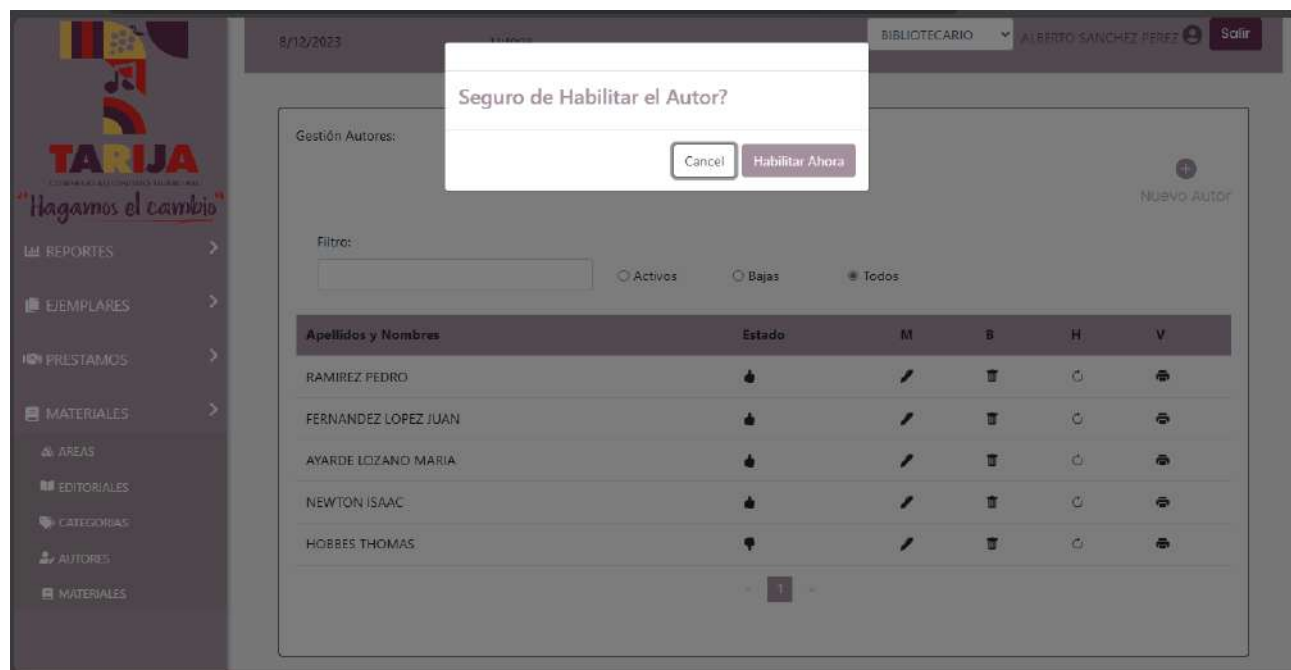 8/12/2023
BIBLIOTECARIO
ALBERTO SANCHEZ PEREZ
Salir
Seguro de Habilitar el Autor?
Cancel
Habilitar Ahora
TARIJA
"Hagamos el cambio"
REPORTES
EJEMPLARES
PRESTAMOS
MATERIALES
AREAS
EDITORIALES
CATEGORIAS
AUTORES
MATERIALES
Gestión Autores:
Nuevo Autor
Filtro:
Activos Bajas Todos
Apellidos y Nombres Estado M B H V
RAMIREZ PEDRO
FERNANDEZ LOPEZ JUAN
AYARDE LOZANO MARIA
NEWTON ISAAC
HOBBES THOMAS
« 1 »